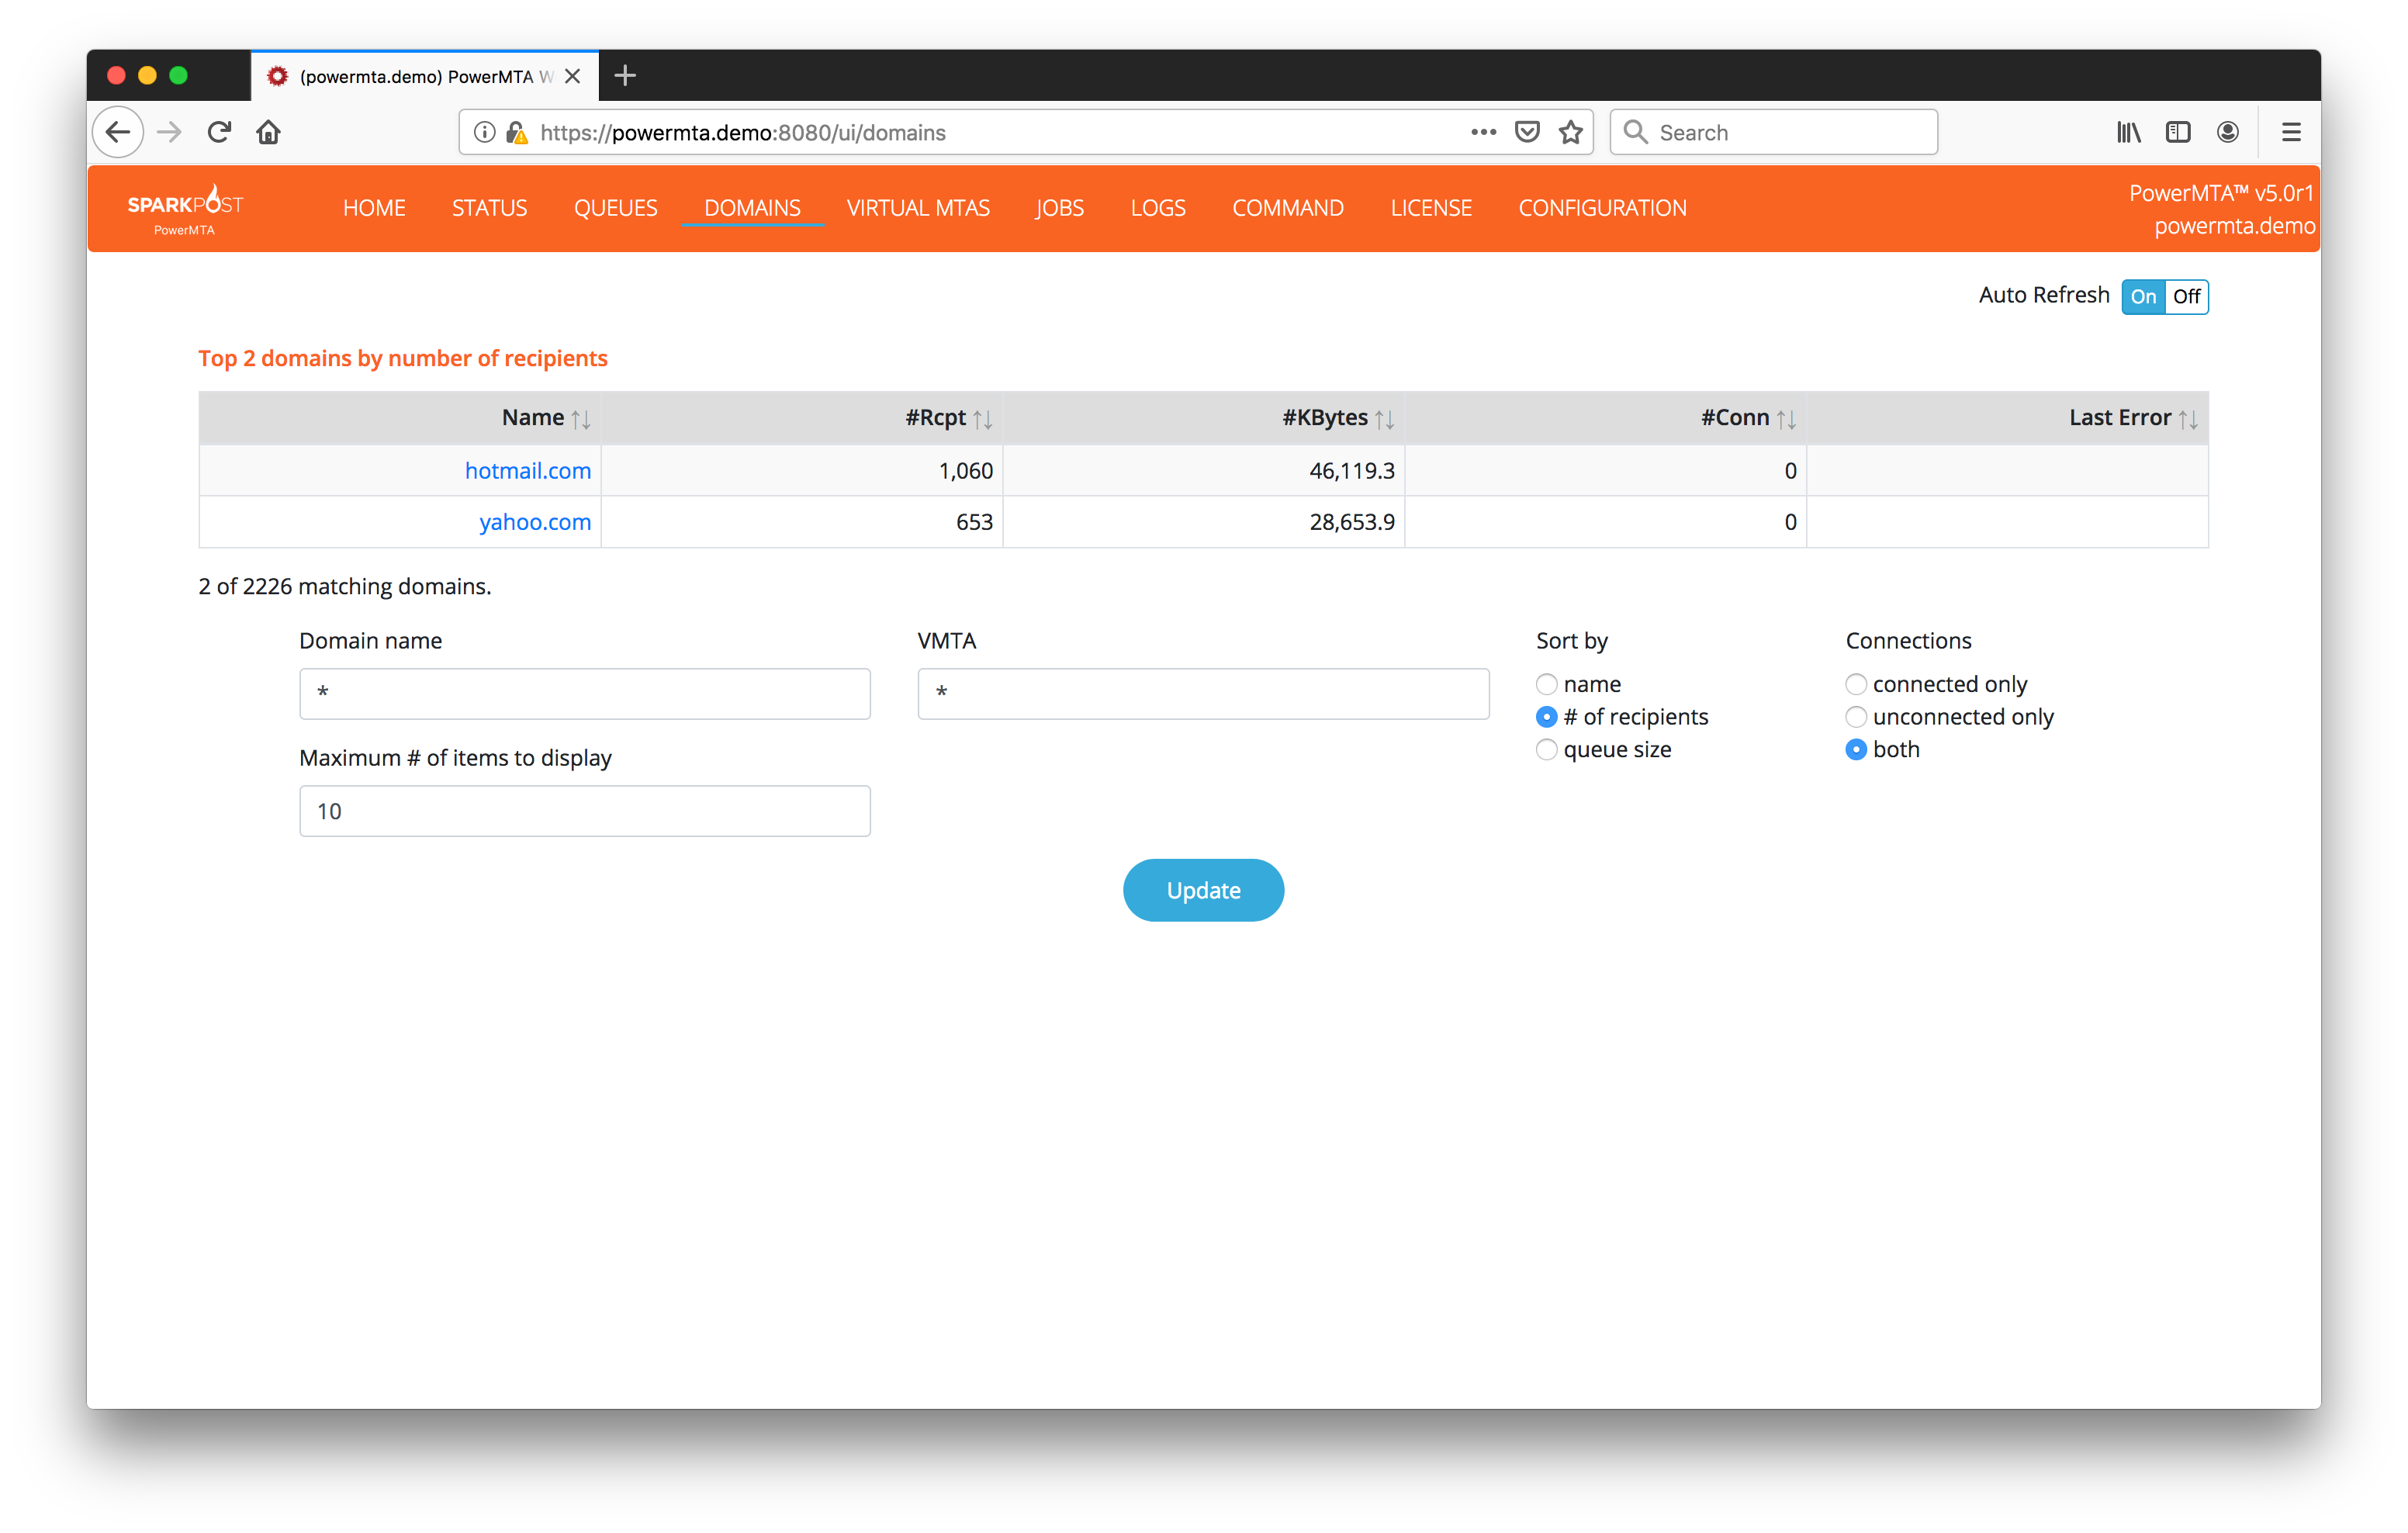 (powermta.demo) PowerMTA W
https://powermta.demo:8080/ui/domains
Search
SPARKPOST
PowerMTA
HOME STATUS QUEUES DOMAINS VIRTUAL MTAS JOBS LOGS COMMAND LICENSE CONFIGURATION
PowerMTA™ v5.0r1
powermta.demo
Auto Refresh On Off
Top 2 domains by number of recipients
Name #Rcpt #KBytes #Conn Last Error
hotmail.com 1,060 46,119.3 0
yahoo.com 653 28,653.9 0
2 of 2226 matching domains.
Domain name VMTA Sort by Connections
* * name connected only
# of recipients unconnected only
Maximum # of items to display queue size both
10
Update